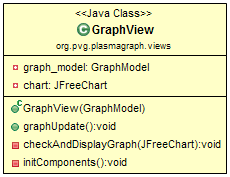 <<Java Class>>
GraphView
org.pvg.plasmagraph.views
graph_model: GraphModel
chart: JFreeChart
GraphView(GraphModel)
graphUpdate():void
checkAndDisplayGraph(JFreeChart):void
initComponents():void